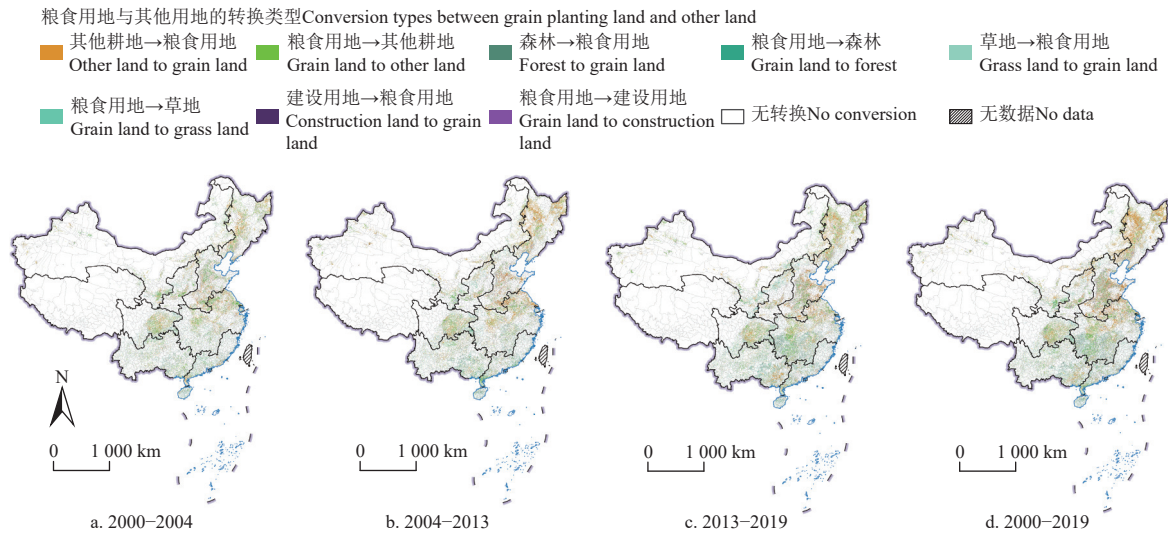 粮食用地与其他用地的转换类型Conversion types between grain planting land and other land
其他耕地→粮食用地
Other land to grain land
粮食用地→其他耕地
Grain land to other land
森林→粮食用地
Forest to grain land
粮食用地→森林
Grain land to forest
草地→粮食用地
Grass land to grain land
粮食用地→草地
Grain land to grass land
建设用地→粮食用地
Construction land to grain
land
粮食用地→建设用地
Grain land to construction
land
无转换No conversion
无数据No data
N
0 1 000 km
0 1 000 km
0 1 000 km
0 1 000 km
a. 2000−2004
b. 2004−2013
c. 2013−2019
d. 2000−2019